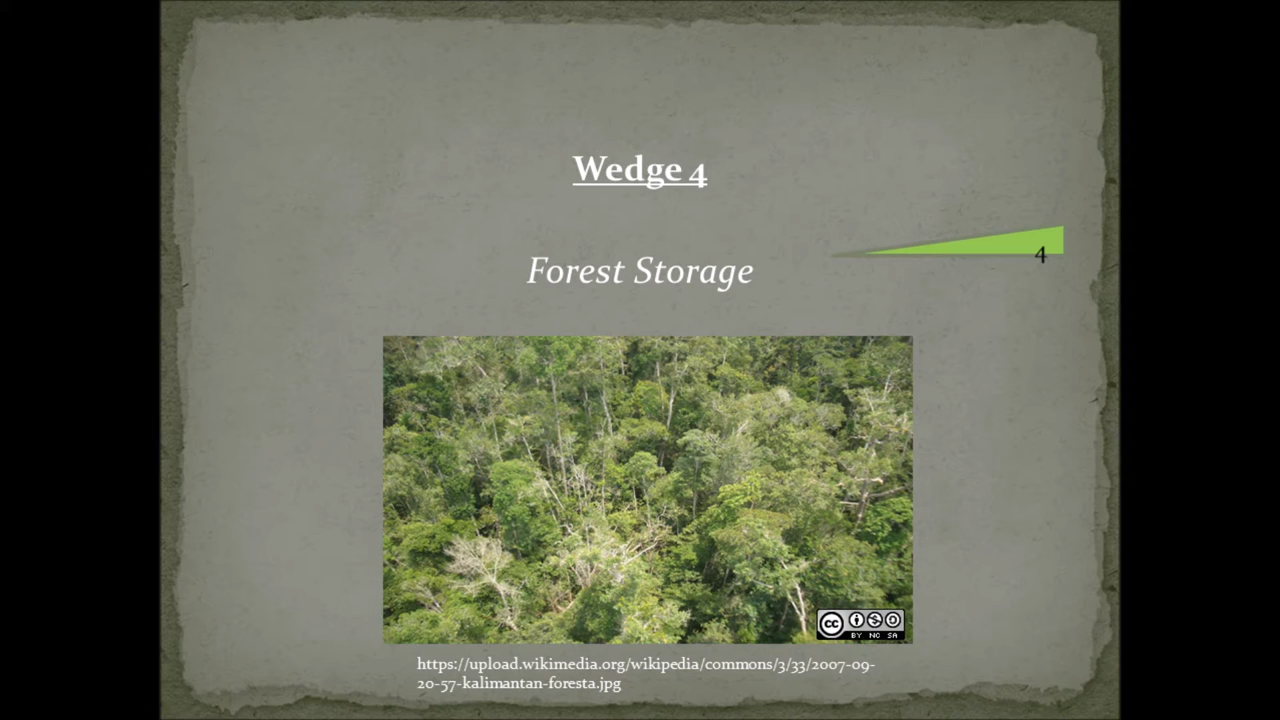 Wedge 4
4
Forest Storage
cc
BY NC SA
https://upload.wikimedia.org/wikipedia/commons/3/33/2007-09-
20-57-kalimantan-foresta.jpg